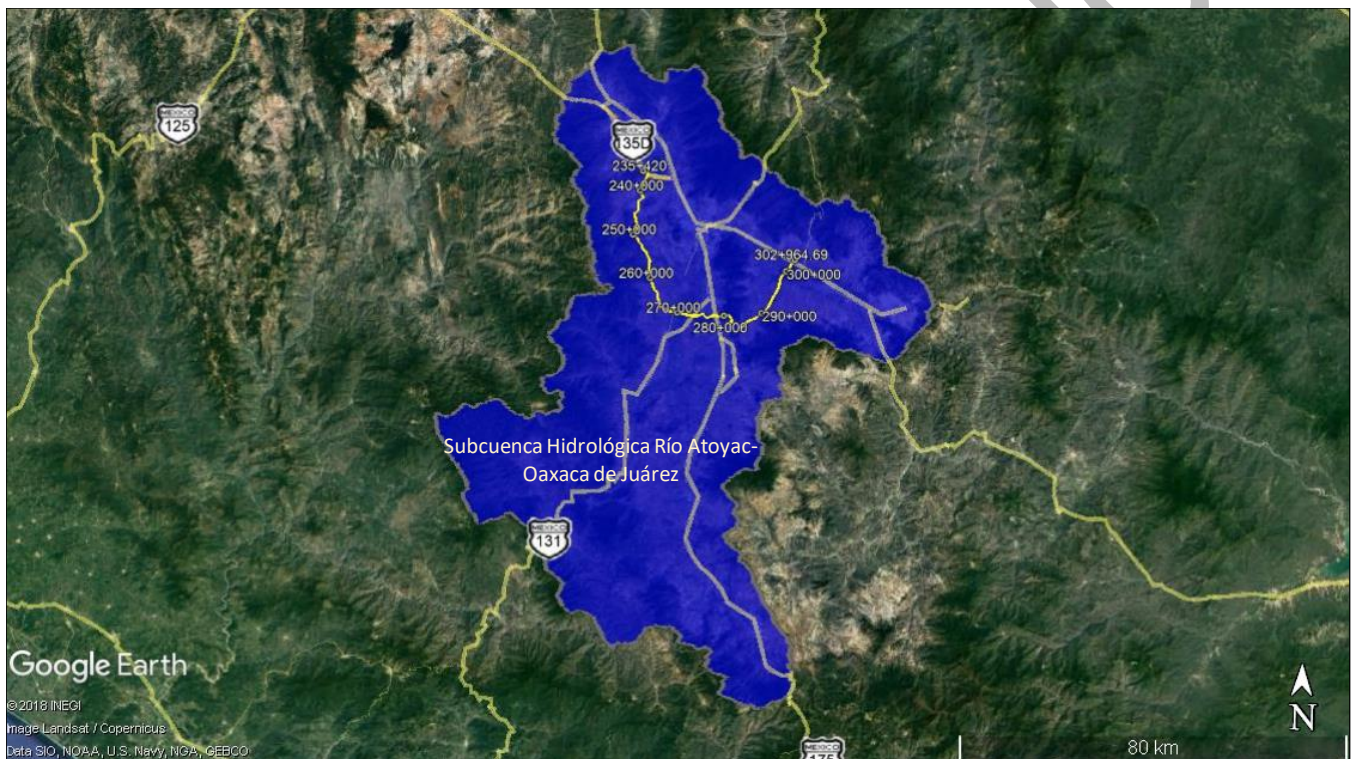 MEXICO
125
MEXICO
135D
235+420
240+000
250+000
302+964.69
260+000
300+000
270+000
290+000
280+000
Subcuenca Hidrológica Río Atoyac-
Oaxaca de Juárez
MEXICO
131
Google Earth
© 2018 INEGI
Image Landsat / Copernicus
Data SIO, NOAA, U.S. Navy, NGA, GEBCO
N
80 km
MEXICO
175